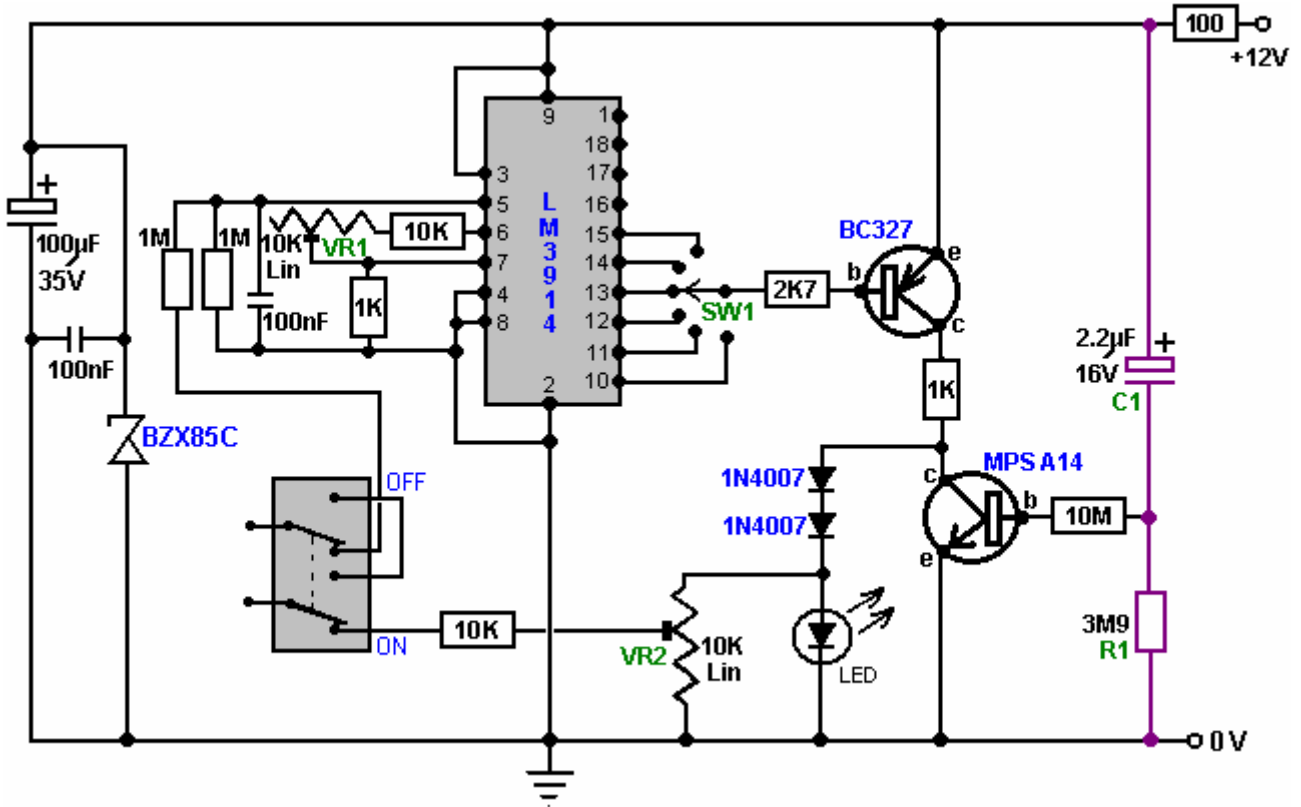 100
+12V
9
1
18
17
16
15
14
13
12
11
10
3
5
6
7
4
8
2
L
M
3
9
1
4
+
100µF
35V
1M
1M
10K
Lin
VR1
10K
1K
100nF
100nF
BZX85C
SW1
2K7
BC327
b
e
c
1K
2.2µF
16V
+
C1
MPSA14
c
b
e
10M
1N4007
1N4007
OFF
ON
10K
VR2
10K
Lin
LED
3M9
R1
0V